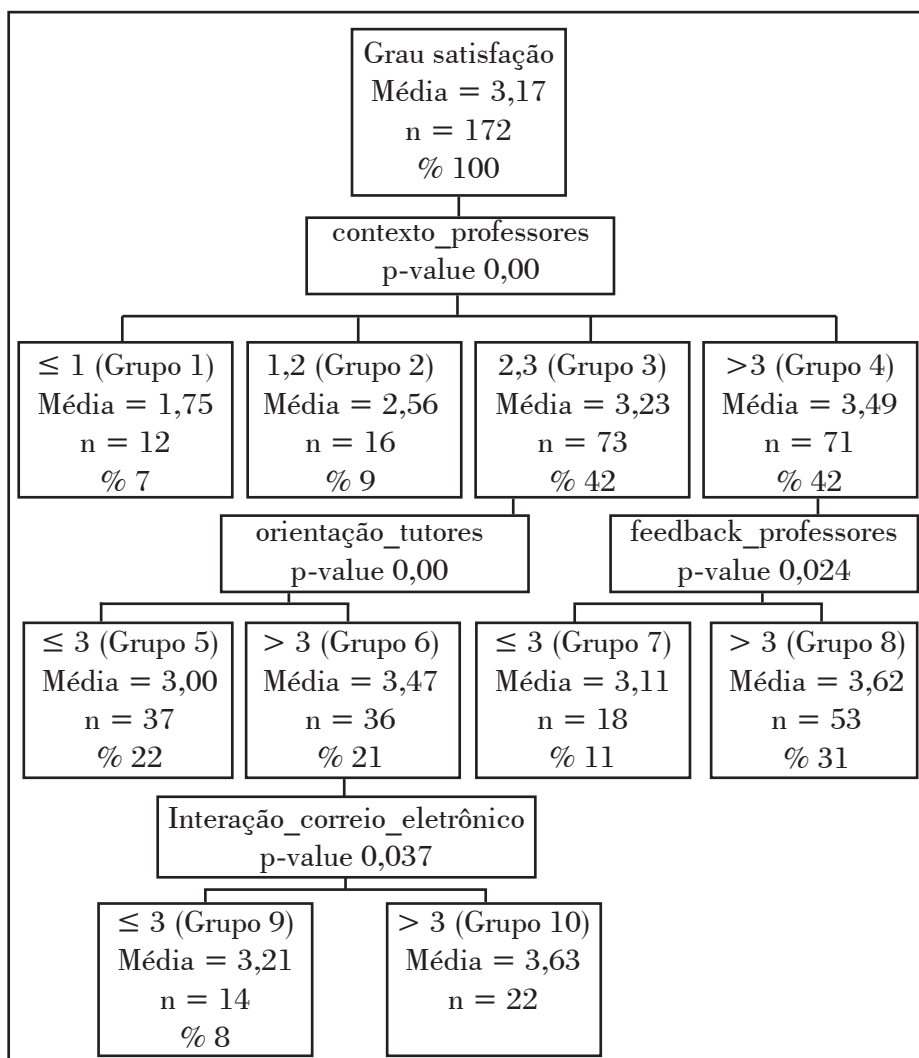 Grau satisfação
Média = 3,17
n = 172
% 100
contexto_professores
p-value 0,00
≤ 1 (Grupo 1)
Média = 1,75
n = 12
% 7
1,2 (Grupo 2)
Média = 2,56
n = 16
% 9
2,3 (Grupo 3)
Média = 3,23
n = 73
% 42
>3 (Grupo 4)
Média = 3,49
n = 71
% 42
orientação_tutores
p-value 0,00
feedback_professores
p-value 0,024
≤ 3 (Grupo 5)
Média = 3,00
n = 37
% 22
> 3 (Grupo 6)
Média = 3,47
n = 36
% 21
≤ 3 (Grupo 7)
Média = 3,11
n = 18
% 11
> 3 (Grupo 8)
Média = 3,62
n = 53
% 31
Interação_correio_eletrônico
p-value 0,037
≤ 3 (Grupo 9)
Média = 3,21
n = 14
% 8
> 3 (Grupo 10)
Média = 3,63
n = 22